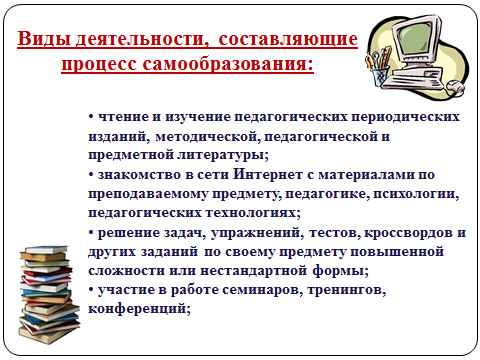 Виды деятельности, составляющие
процесс самообразования:
• чтение и изучение педагогических периодических
изданий, методической, педагогической и
предметной литературы;
• знакомство в сети Интернет с материалами по
преподаваемому предмету, педагогике, психологии,
педагогических технологиях;
• решение задач, упражнений, тестов, кроссвордов и
других заданий по своему предмету повышенной
сложности или нестандартной формы;
• участие в работе семинаров, тренингов,
конференций;